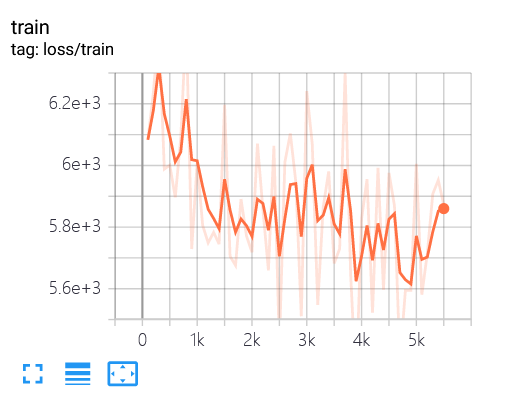 train
tag: loss/train
6.2e+3
6e+3
5.8e+3
5.6e+3
0 1k 2k 3k 4k 5k